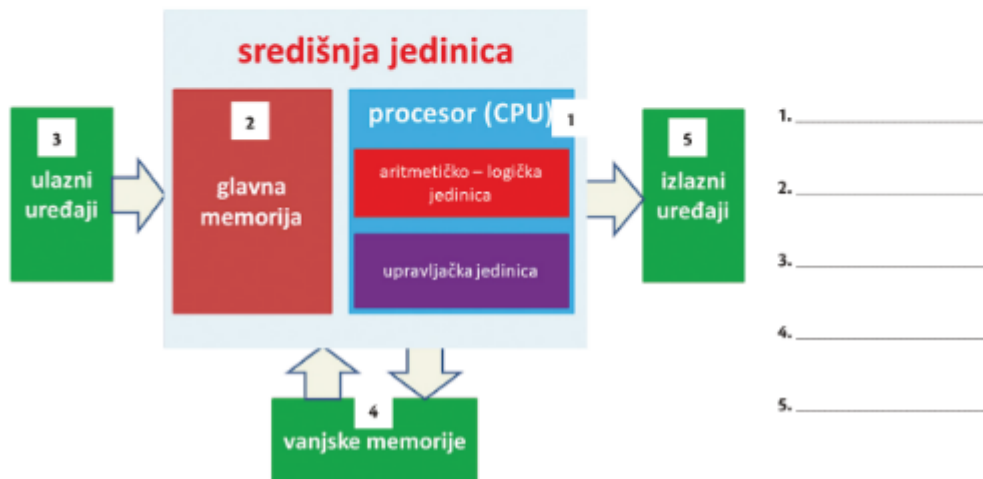 središnja jedinica
3
ulazni
uređaji
2
glavna
memorija
procesor (CPU)
1
aritmetičko – logička
jedinica
upravljačka jedinica
5
izlazni
uređaji
4
vanjske memorije
1.
2.
3.
4.
5.